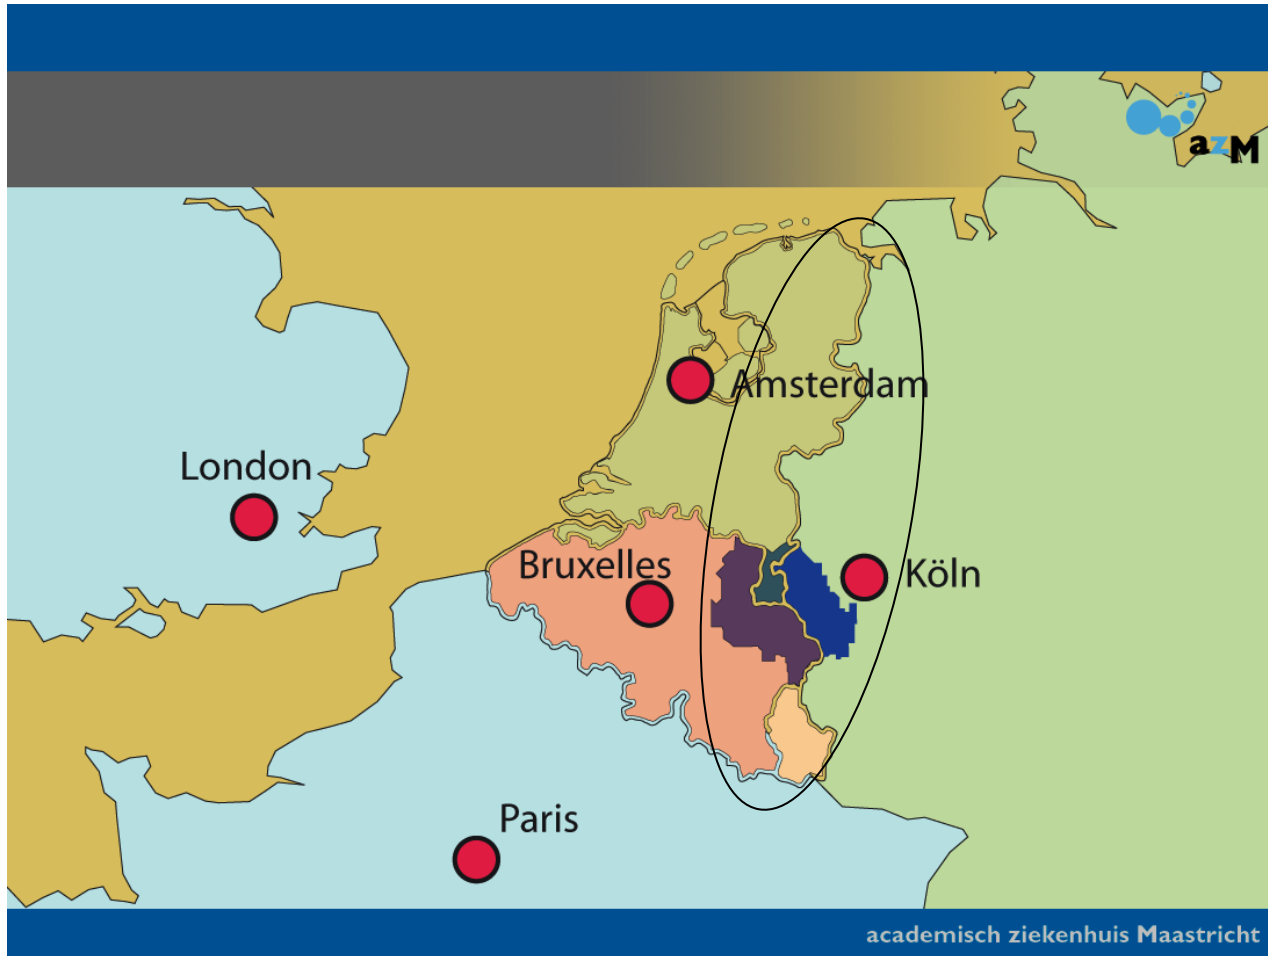 azM
Amsterdam
London
Bruxelles
Köln
Paris
academisch ziekenhuis Maastricht